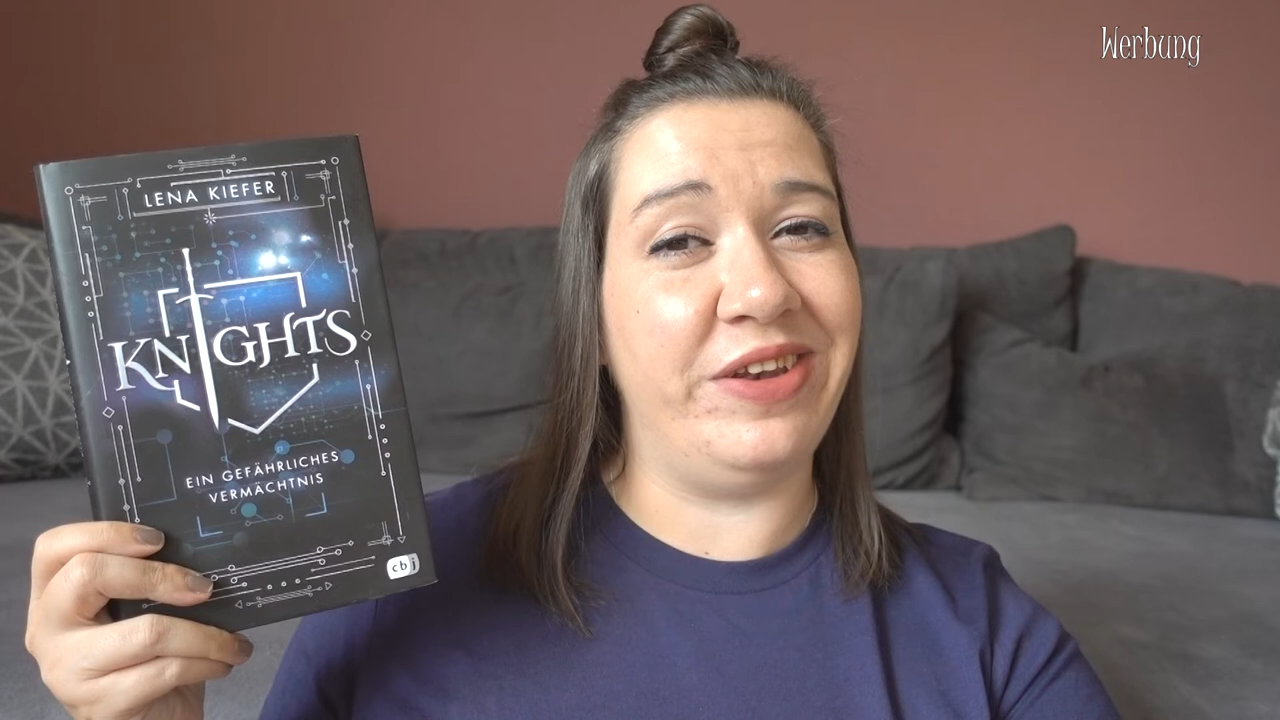 Werbung
LENA KIEFER
KNIGHTS
EIN GEFÄHRLICHES
VERMÄCHTNIS
cbj